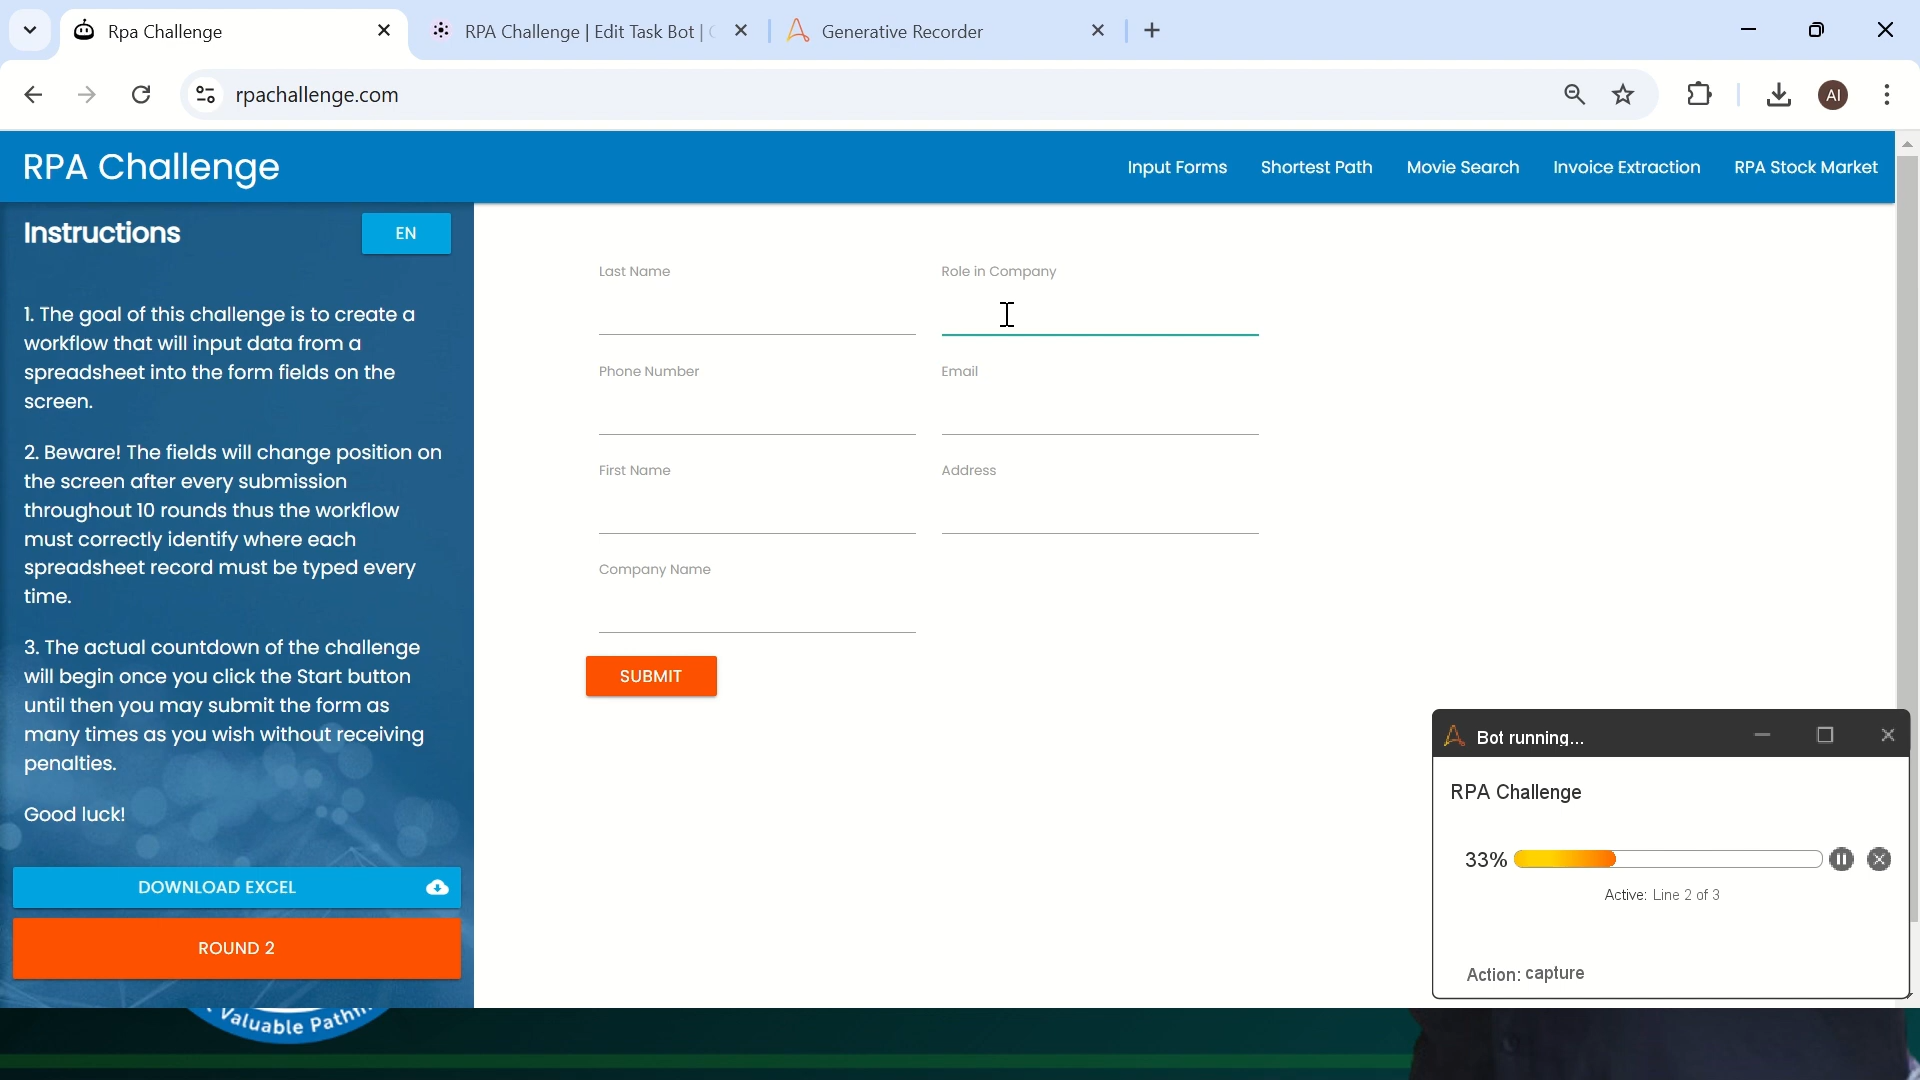 Rpa Challenge
RPA Challenge | Edit Task Bot |
Generative Recorder
rpachallenge.com
AI
RPA Challenge
Input Forms
Shortest Path
Movie Search
Invoice Extraction
RPA Stock Market
Instructions
EN
1. The goal of this challenge is to create a
workflow that will input data from a
spreadsheet into the form fields on the
screen.
2. Beware! The fields will change position on
the screen after every submission
throughout 10 rounds thus the workflow
must correctly identify where each
spreadsheet record must be typed every
time.
3. The actual countdown of the challenge
will begin once you click the Start button
until then you may submit the form as
many times as you wish without receiving
penalties.
Good luck!
DOWNLOAD EXCEL
ROUND 2
Last Name
Role in Company
Phone Number
Email
First Name
Address
Company Name
SUBMIT
Bot running...
RPA Challenge
33%
Active: Line 2 of 3
Action: capture
Valuable